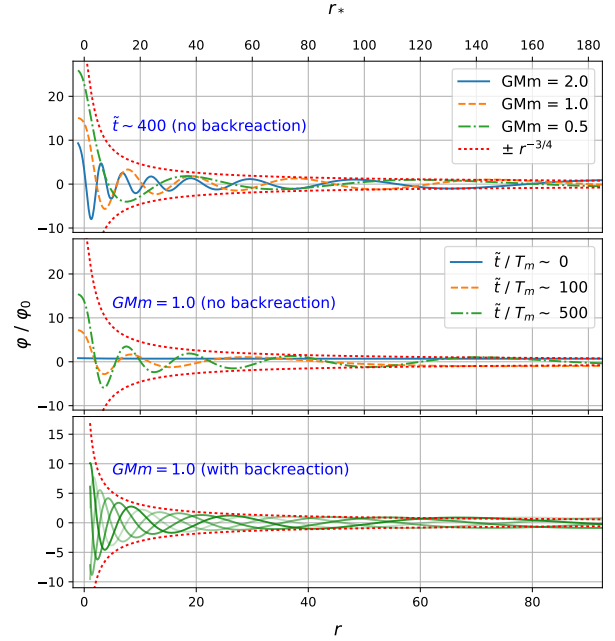 r*
0 20 40 60 80 100 120 140 160 180
20
10
0
−10
t̃ ~ 400 (no backreaction)
GMm = 2.0
GMm = 1.0
GMm = 0.5
± r^{−3/4}
φ / φ₀
20
10
0
−10
GMm = 1.0 (no backreaction)
t̃ / Tₘ ~ 0
t̃ / Tₘ ~ 100
t̃ / Tₘ ~ 500
15
10
5
0
−5
−10
GMm = 1.0 (with backreaction)
0 20 40 60 80
r